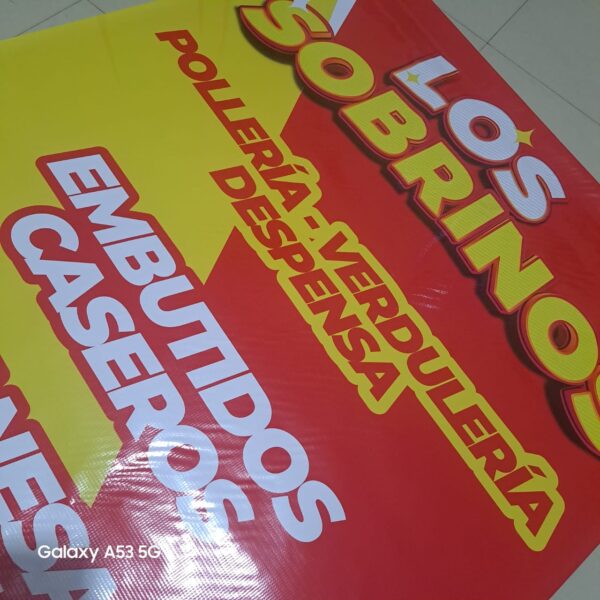 LOS
SOBRINOS
POLLERÍA - VERDULERÍA
DESPENSA
EMBUTIDOS
CASEROS
Galaxy A53 5G